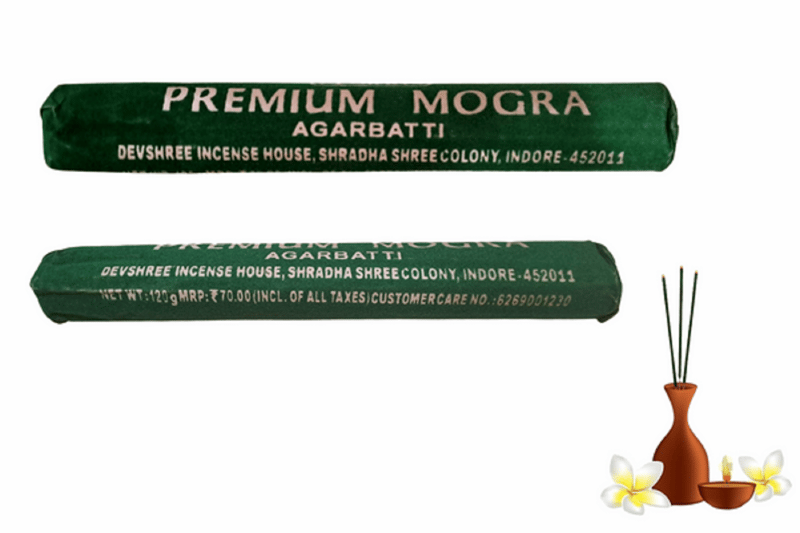 PREMIUM MOGRA
AGARBATTI
DEVSHREE INCENSE HOUSE, SHRADHA SHREE COLONY, INDORE-452011
PREMIUM MOGRA
AGARBATTI
DEVSHREE INCENSE HOUSE, SHRADHA SHREE COLONY, INDORE-452011
NET WT.:120g MRP:₹70.00(INCL. OF ALL TAXES)CUSTOMER CARE NO.:6269001230